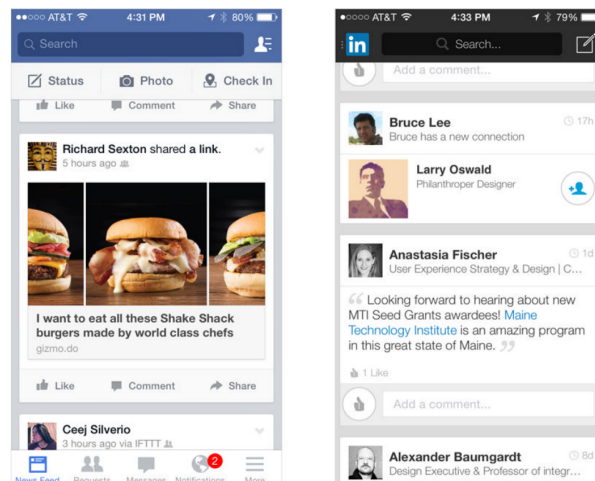 AT&T 4:31 PM 80%
Search
Status Photo Check In
Like Comment Share
Richard Sexton shared a link.
5 hours ago
I want to eat all these Shake Shack
burgers made by world class chefs
gizmo.do
Like Comment Share
Ceej Silverio
3 hours ago via IFTTT
2
News Feed Requests Messages Notifications More
AT&T 4:33 PM 79%
in Search...
Add a comment...
Bruce Lee 17h
Bruce has a new connection
Larry Oswald
Philanthroper Designer
Anastasia Fischer 1d
User Experience Strategy & Design | C...
“ Looking forward to hearing about new
MTI Seed Grants awardees! Maine
Technology Institute is an amazing program
in this great state of Maine. ”
1 Like
Add a comment...
Alexander Baumgardt 8d
Design Executive & Professor of integr...